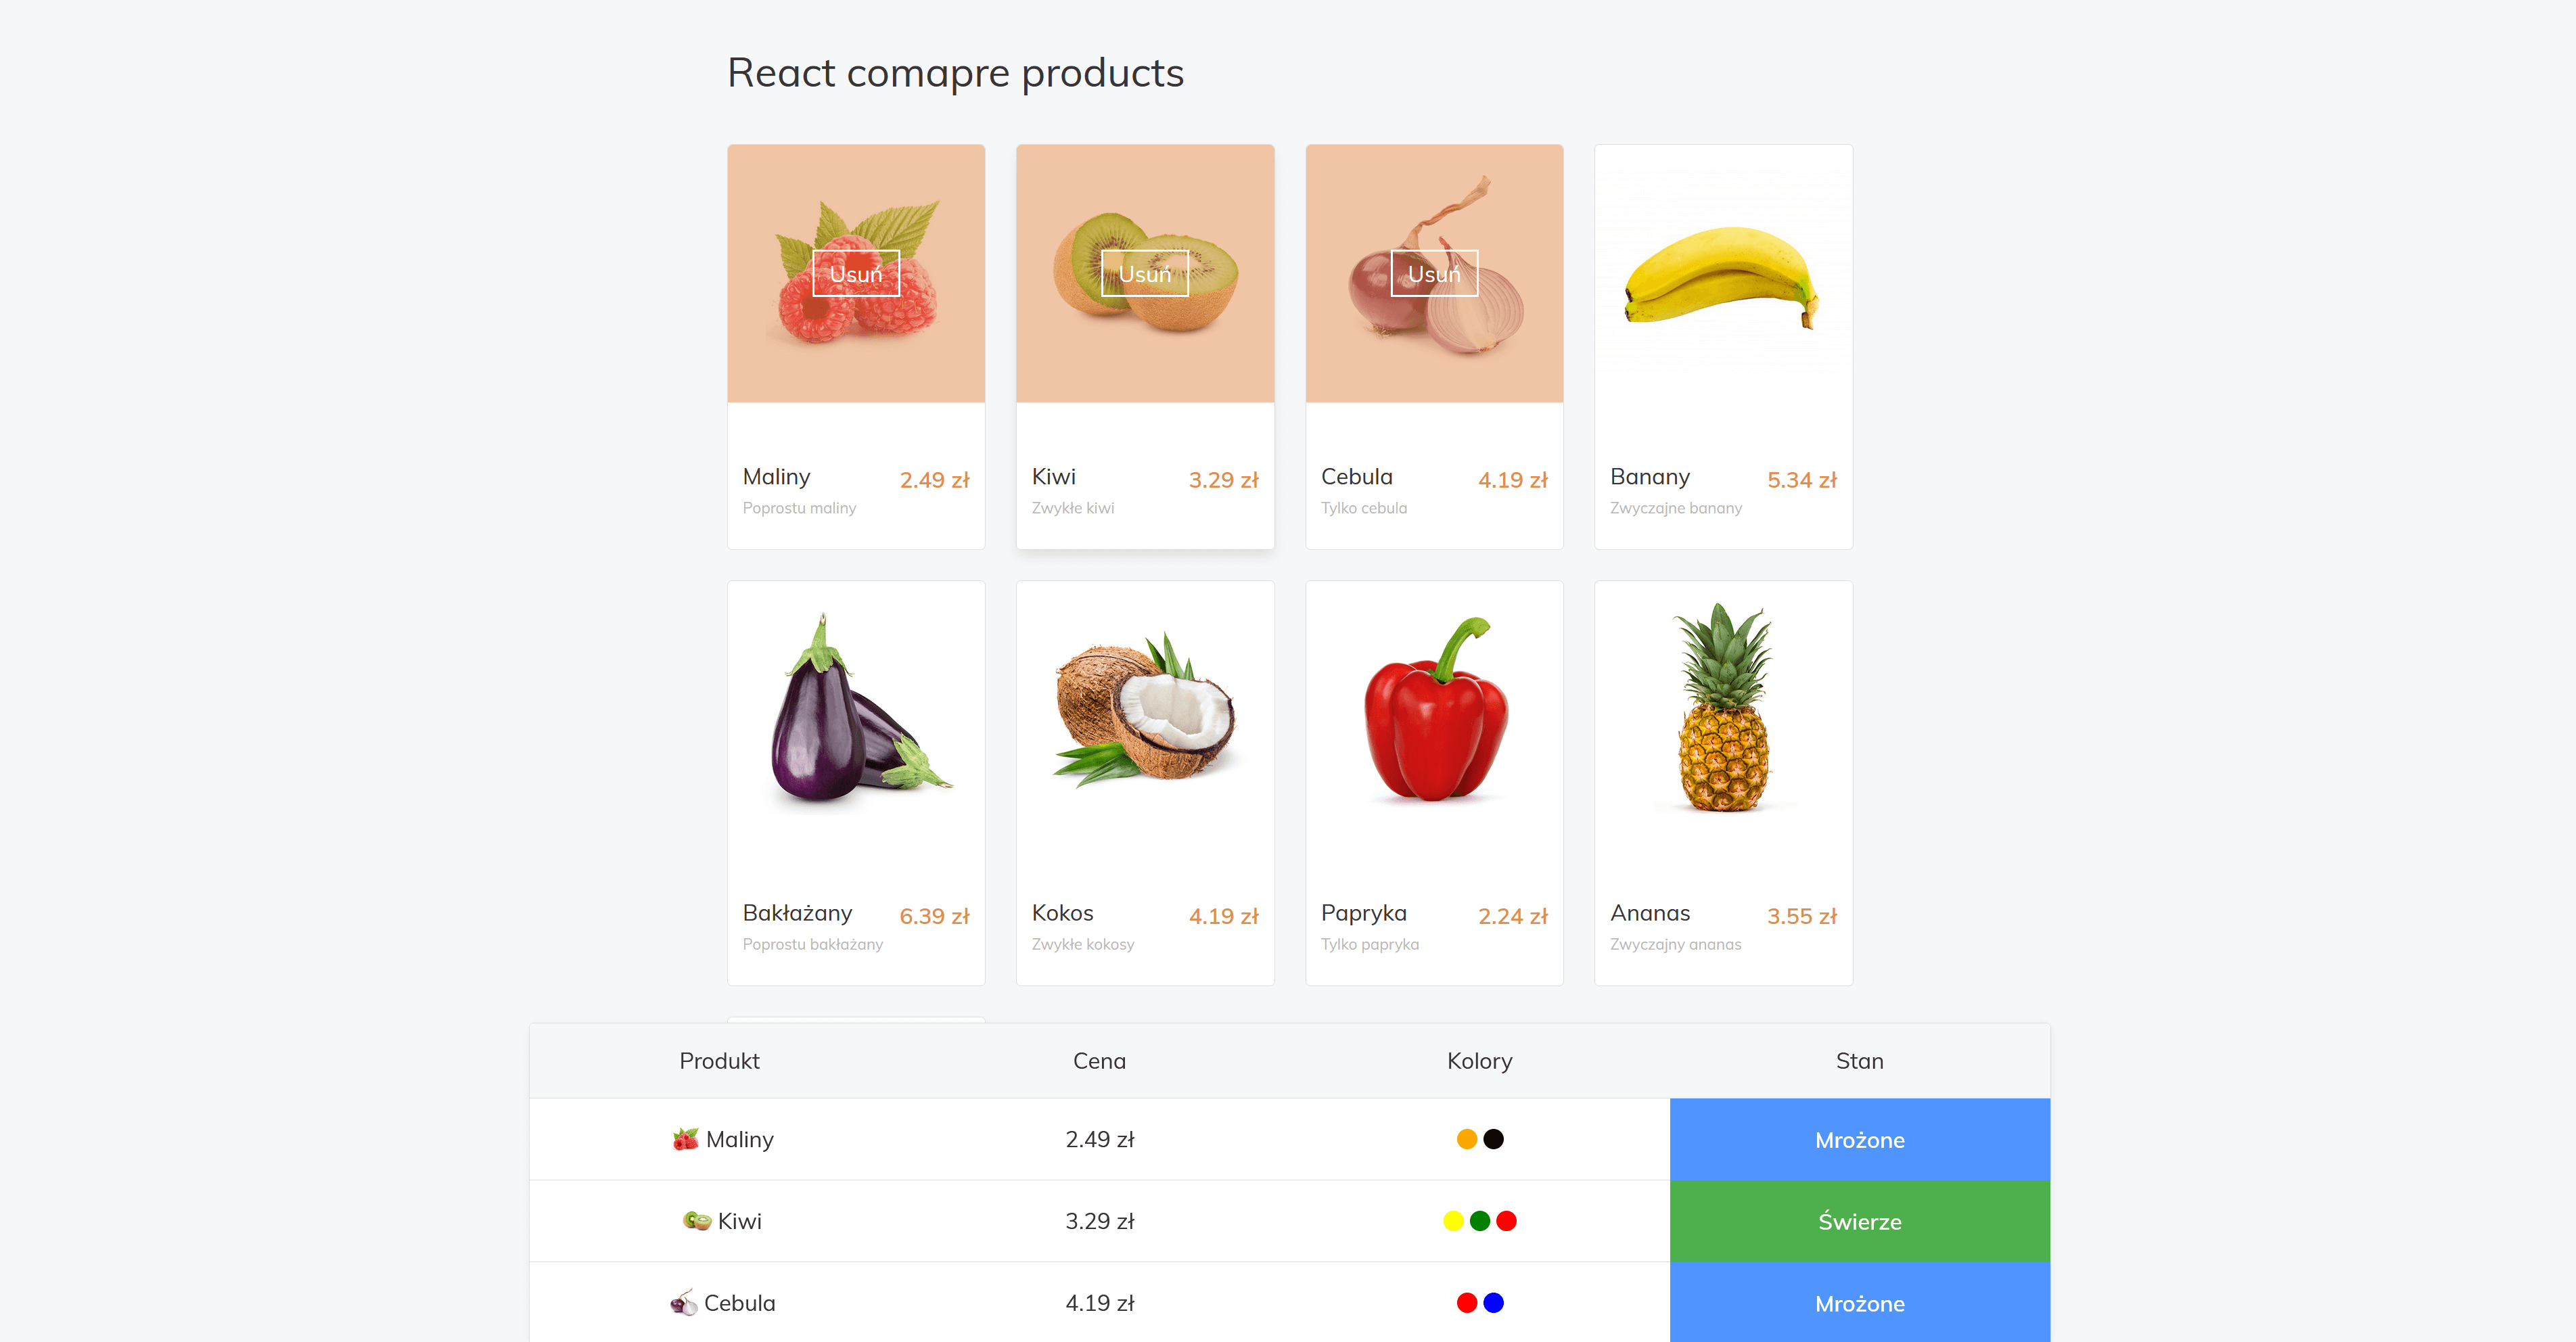 React comapre products
Usuń
Usuń
Usuń
Maliny 2.49 zł
Poprostu maliny
Kiwi 3.29 zł
Zwykłe kiwi
Cebula 4.19 zł
Tylko cebula
Banany 5.34 zł
Zwyczajne banany
Bakłażany 6.39 zł
Poprostu bakłażany
Kokos 4.19 zł
Zwykłe kokosy
Papryka 2.24 zł
Tylko papryka
Ananas 3.55 zł
Zwyczajny ananas
Produkt Cena Kolory Stan
Maliny 2.49 zł Mrożone
Kiwi 3.29 zł Świerze
Cebula 4.19 zł Mrożone